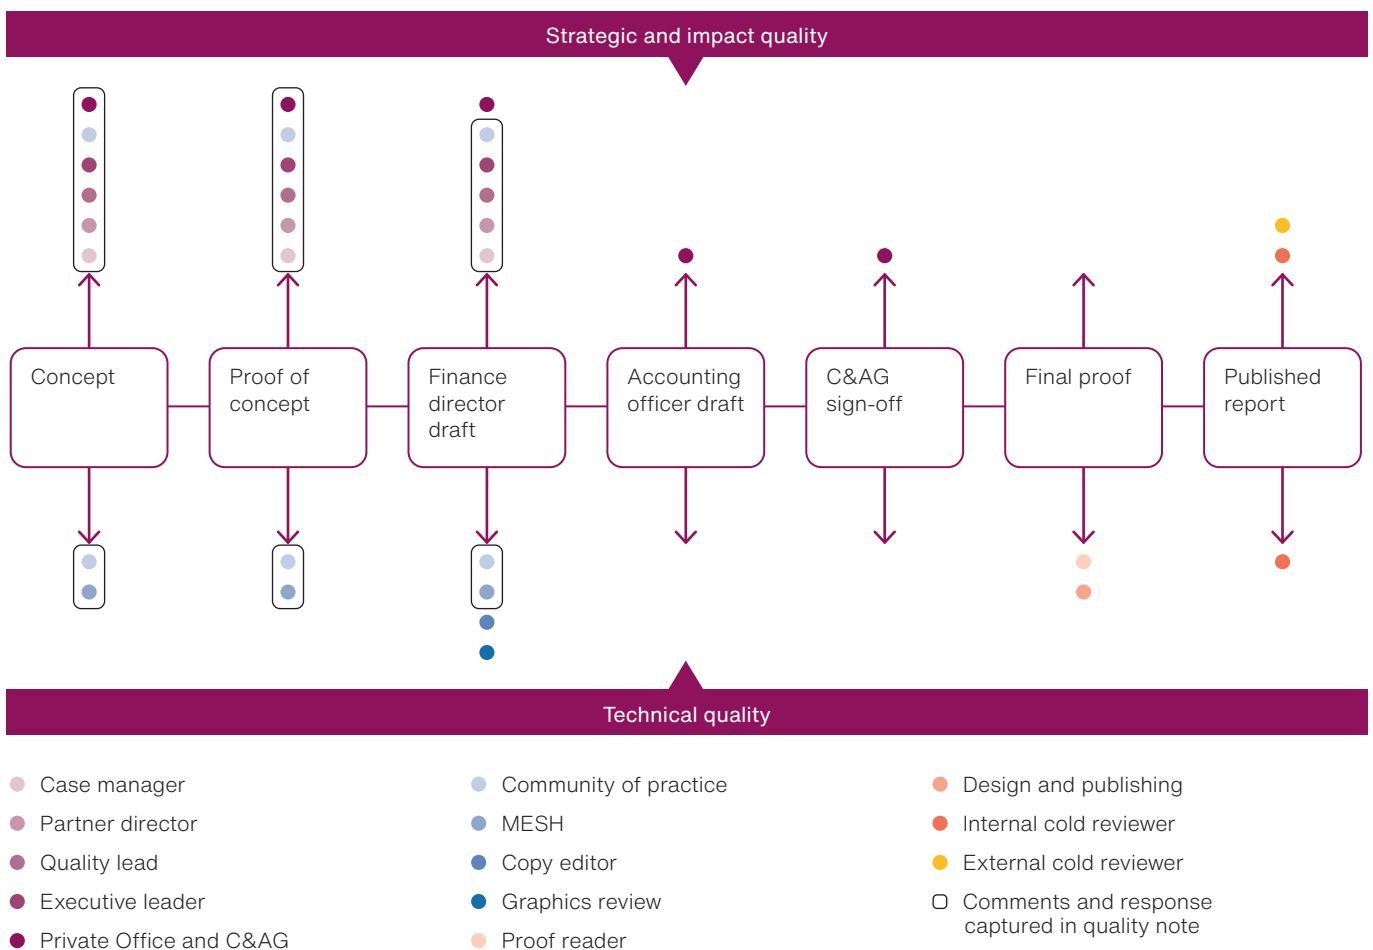 Strategic and impact quality
Concept
Proof of
concept
Finance
director
draft
Accounting
officer draft
C&AG
sign-off
Final proof
Published
report
Technical quality
Case manager
Partner director
Quality lead
Executive leader
Private Office and C&AG
Community of practice
MESH
Copy editor
Graphics review
Proof reader
Design and publishing
Internal cold reviewer
External cold reviewer
Comments and response
captured in quality note